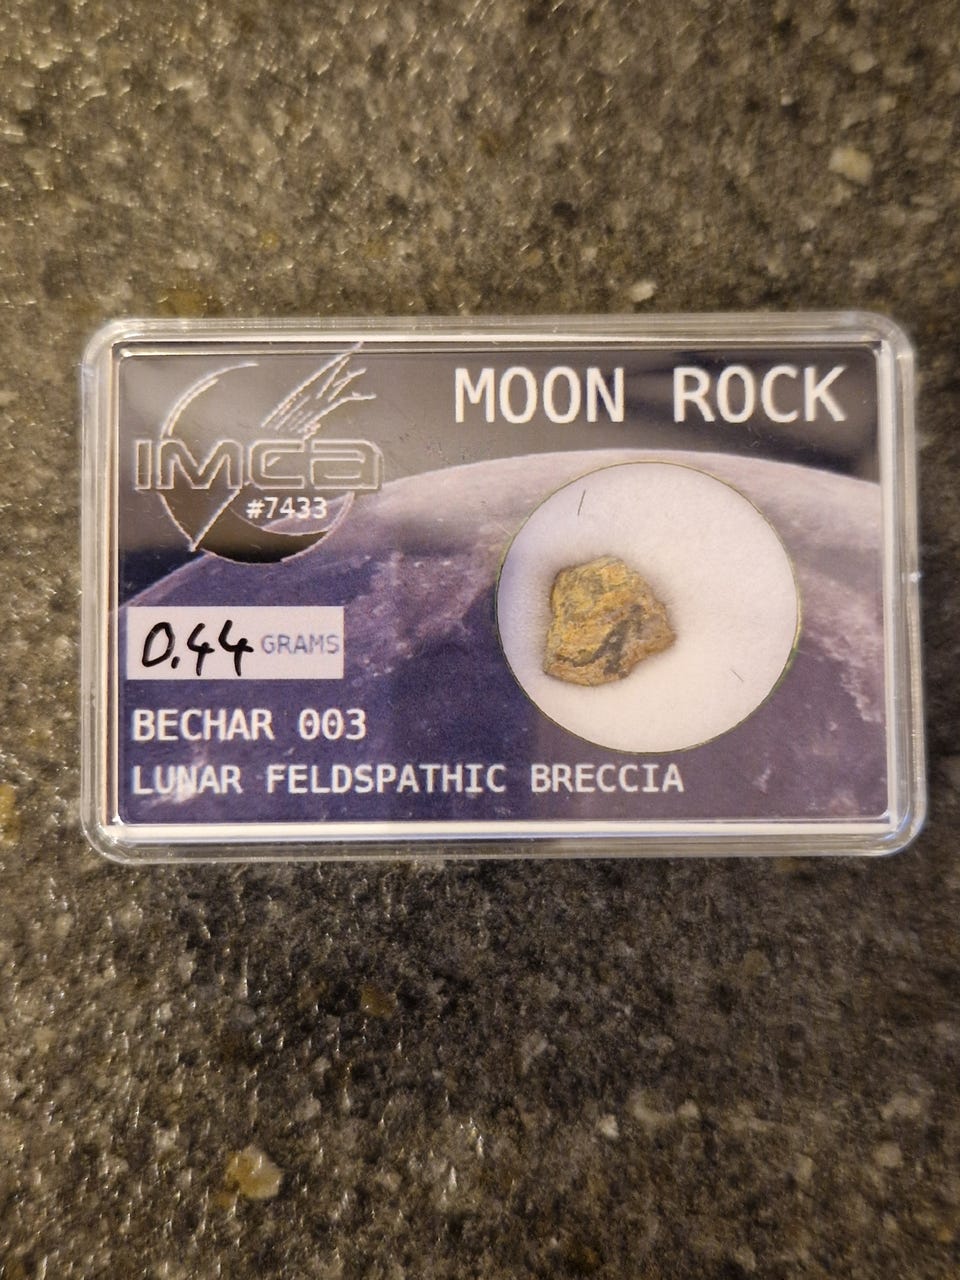 MOON ROCK
IMCA
#7433
0.44 GRAMS
BECHAR 003
LUNAR FELDSPATHIC BRECCIA